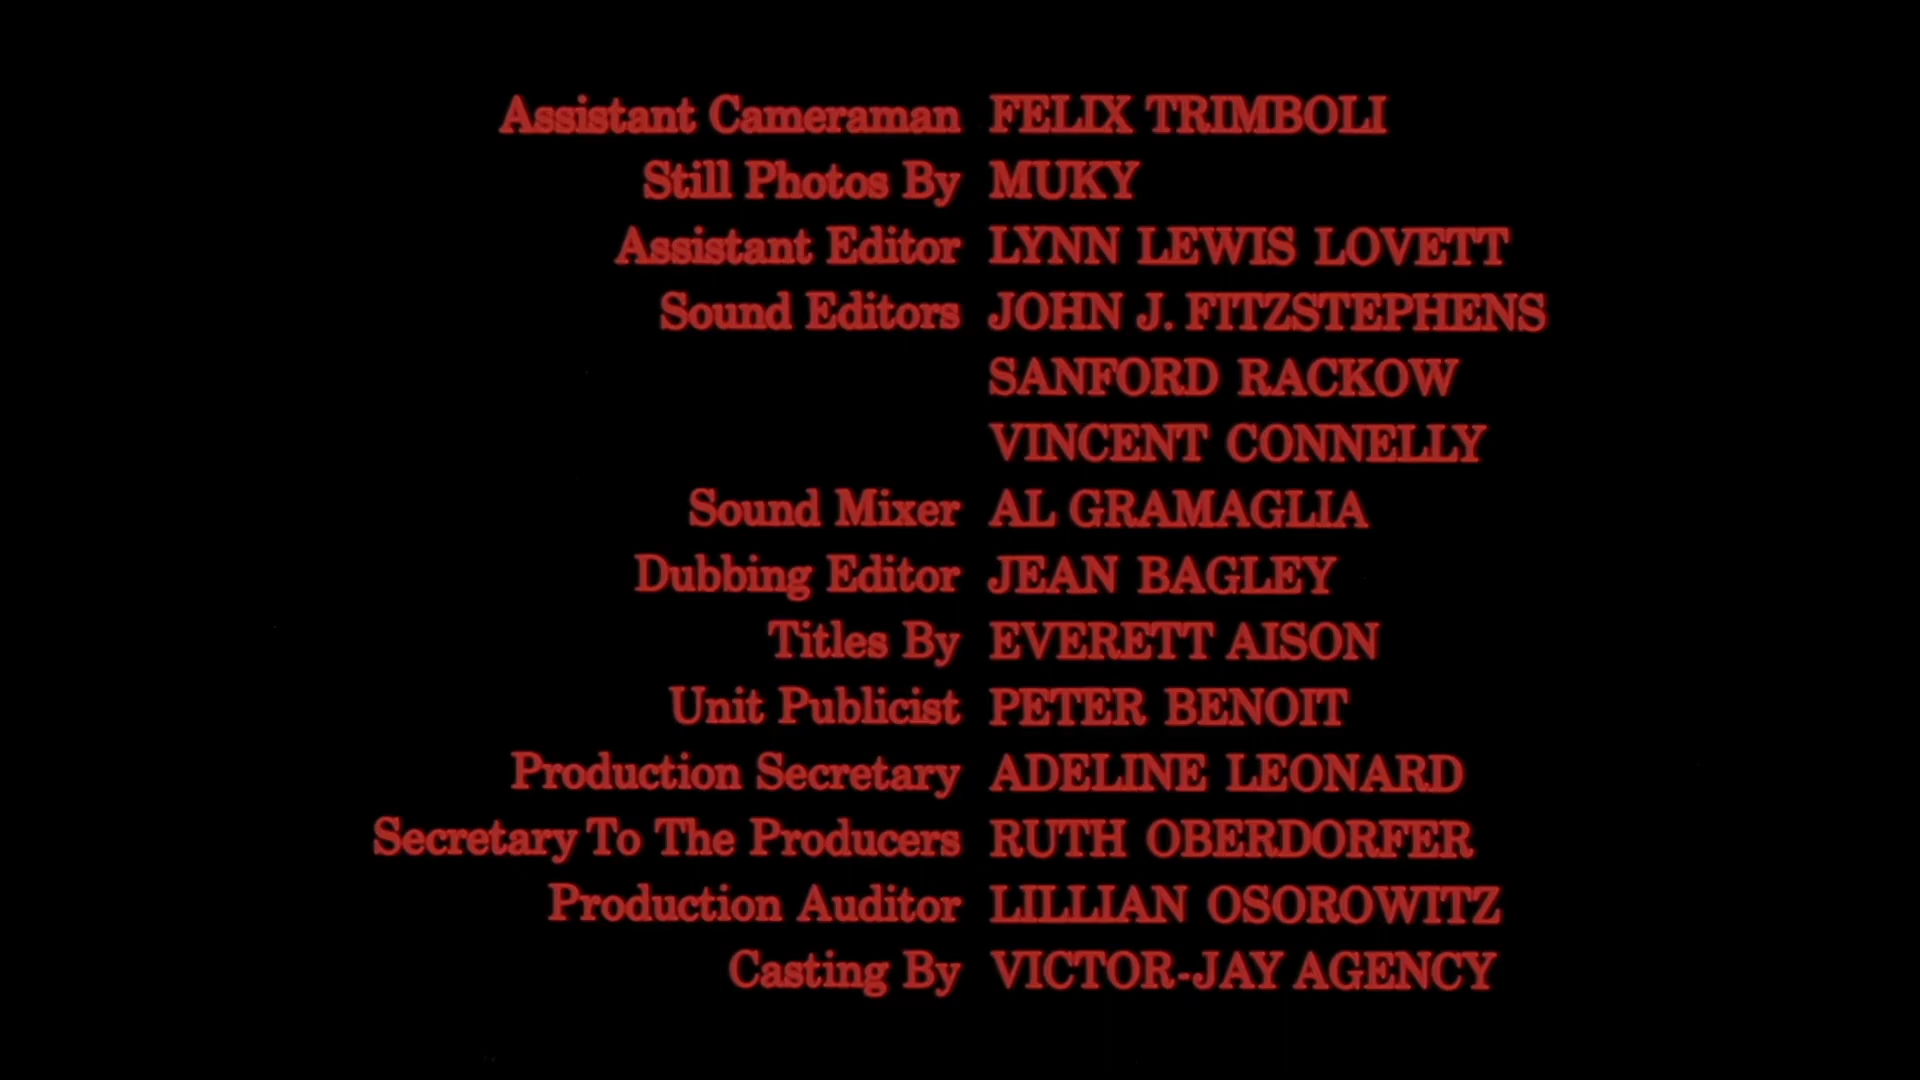 Assistant Cameraman FELIX TRIMBOLI
Still Photos By MUKY
Assistant Editor LYNN LEWIS LOVETT
Sound Editors JOHN J. FITZSTEPHENS
SANFORD RACKOW
VINCENT CONNELLY
Sound Mixer AL GRAMAGLIA
Dubbing Editor JEAN BAGLEY
Titles By EVERETT AISON
Unit Publicist PETER BENOIT
Production Secretary ADELINE LEONARD
Secretary To The Producers RUTH OBERDORFER
Production Auditor LILLIAN OSOROWITZ
Casting By VICTOR-JAY AGENCY